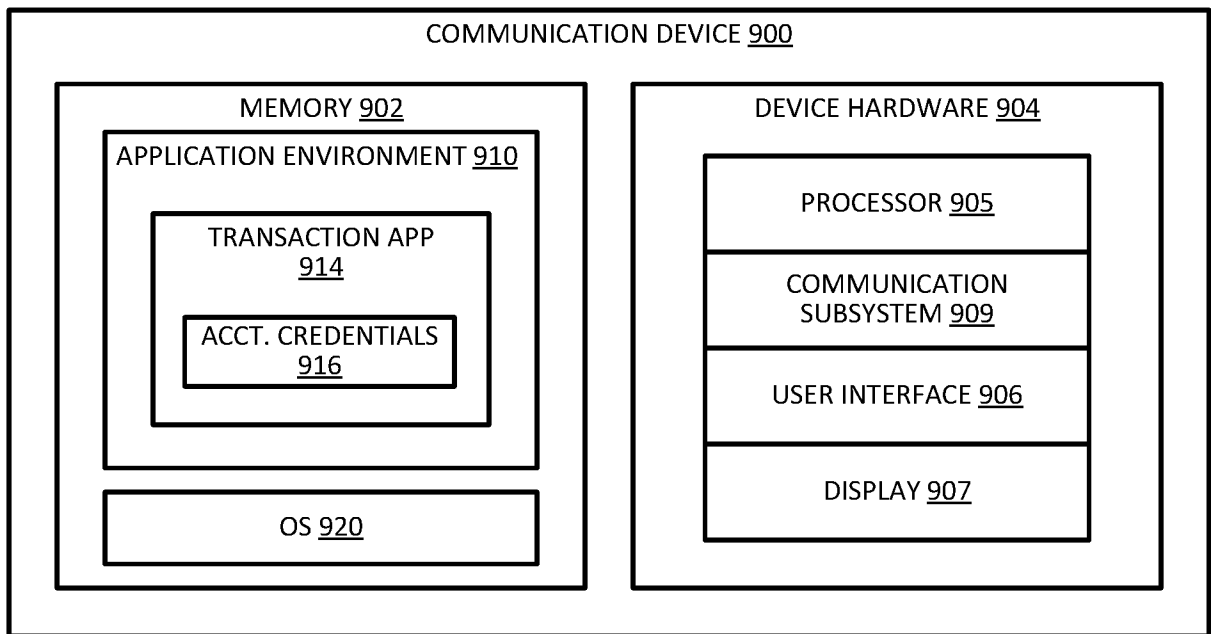 COMMUNICATION DEVICE 900
MEMORY 902
APPLICATION ENVIRONMENT 910
TRANSACTION APP
914
ACCT. CREDENTIALS
916
OS 920
DEVICE HARDWARE 904
PROCESSOR 905
COMMUNICATION
SUBSYSTEM 909
USER INTERFACE 906
DISPLAY 907